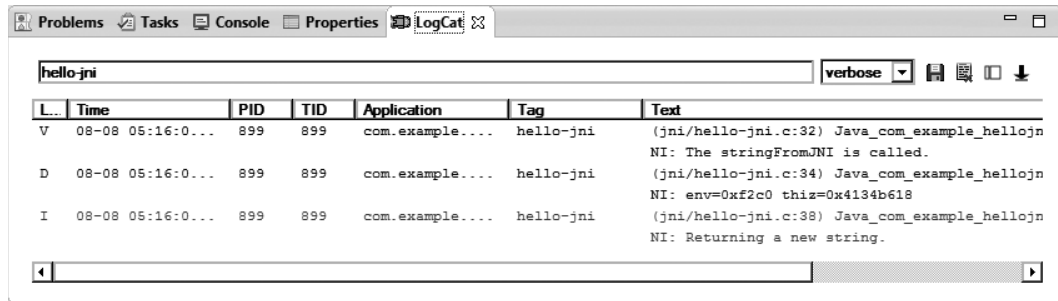 Problems Tasks Console Properties LogCat
hello-jni verbose
L... Time PID TID Application Tag Text
V 08-08 05:16:0... 899 899 com.example.... hello-jni (jni/hello-jni.c:32) Java_com_example_hellojn
NI: The stringFromJNI is called.
D 08-08 05:16:0... 899 899 com.example.... hello-jni (jni/hello-jni.c:34) Java_com_example_hellojn
NI: env=0xf2c0 thiz=0x4134b618
I 08-08 05:16:0... 899 899 com.example.... hello-jni (jni/hello-jni.c:38) Java_com_example_hellojn
NI: Returning a new string.